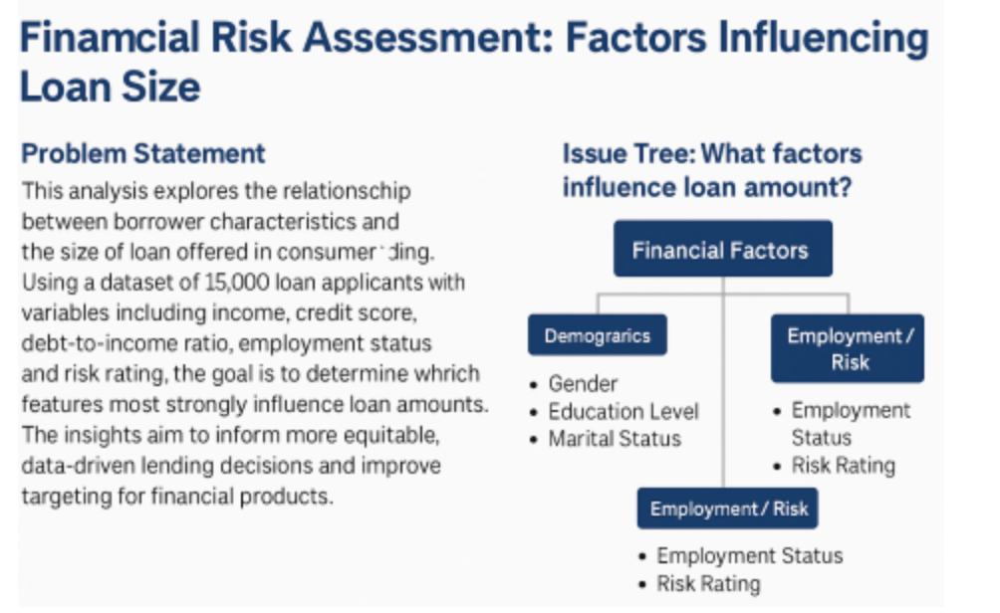 Finamcial Risk Assessment: Factors Influencing
Loan Size
Problem Statement
This analysis explores the relationschip
between borrower characteristics and
the size of loan offered in consumer
Using a dataset of 15,000 loan applicants with
variables including income, credit score,
debt-to-income ratio, employment status
and risk rating, the goal is to determine whrich
features most strongly influence loan amounts.
The insights aim to inform more equitable,
data-driven lending decisions and improve
targeting for financial products.
Issue Tree: What factors
influence loan amount?
Financial Factors
Demograrics
• Gender
• Education Level
• Marital Status
Employment /
Risk
• Employment
Status
• Risk Rating
Employment / Risk
• Employment Status
• Risk Rating